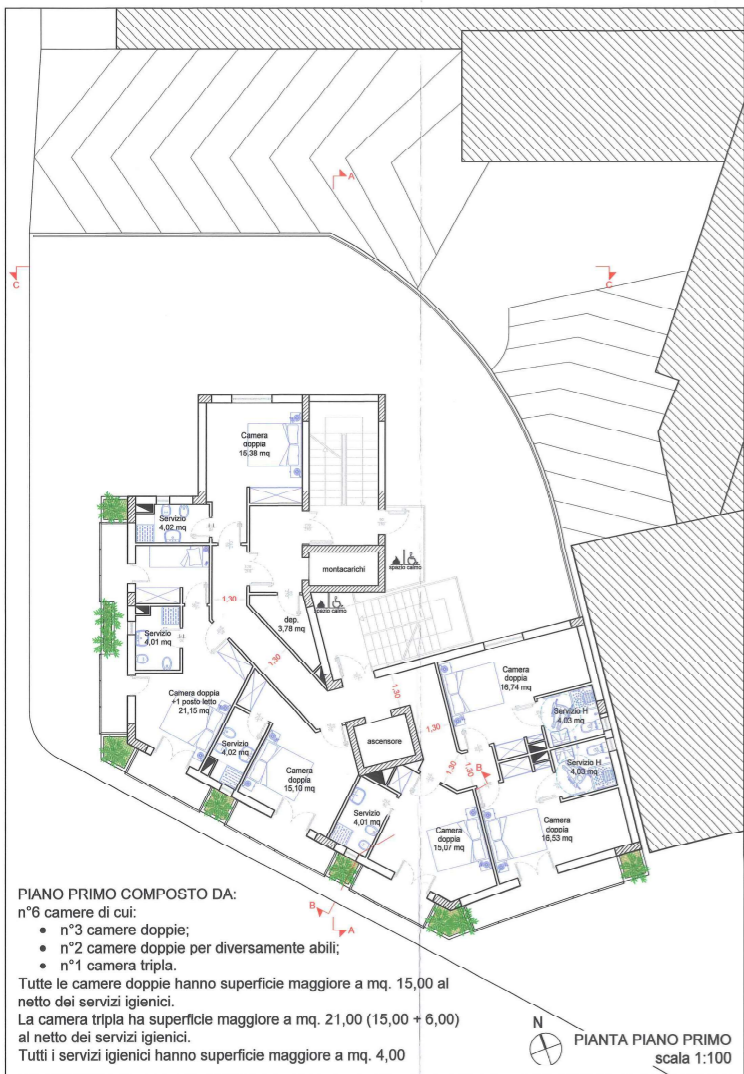 A
C
C
Camera
doppia
15,38 mq
Servizio
4,02 mq
montacarichi
spazio calmo
spazio calmo
1,30
dep.
3,78 mq
Servizio
4,01 mq
1,30
Camera doppia
+1 posto letto
21,15 mq
Camera
doppia
16,74 mq
1,30
1,30
Servizio H
4,03 mq
ascensore
Servizio
4,02 mq
Camera
doppia
15,10 mq
1,30
1,30
B
Servizio H
4,03 mq
Servizio
4,01 mq
Camera
doppia
15,07 mq
Camera
doppia
16,53 mq
B
A
PIANO PRIMO COMPOSTO DA:
n°6 camere di cui:
• n°3 camere doppie;
• n°2 camere doppie per diversamente abili;
• n°1 camera tripla.
Tutte le camere doppie hanno superficie maggiore a mq. 15,00 al
netto dei servizi igienici.
La camera tripla ha superficie maggiore a mq. 21,00 (15,00 + 6,00)
al netto dei servizi igienici.
Tutti i servizi igienici hanno superficie maggiore a mq. 4,00
N
PIANTA PIANO PRIMO
scala 1:100